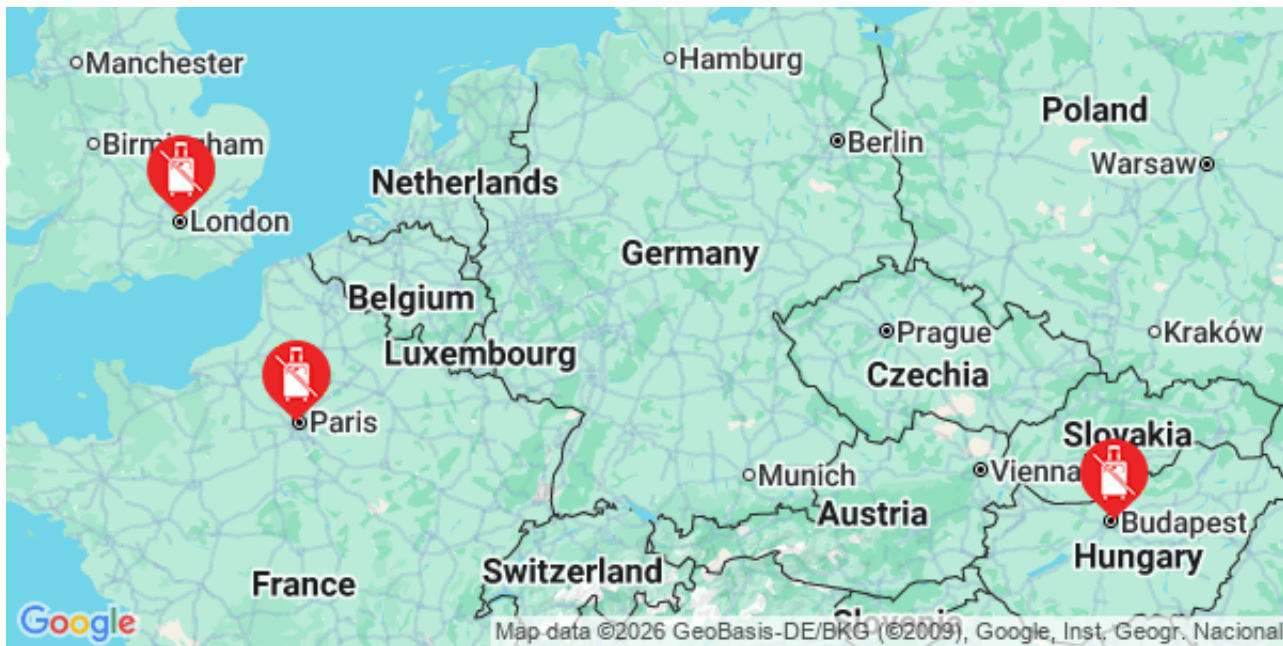 Manchester
Hamburg
Poland
Birmingham
Berlin
Warsaw
Netherlands
London
Germany
Belgium
Prague
Kraków
Luxembourg
Czechia
Paris
Slovakia
Munich
Vienna
Austria
Budapest
Hungary
Switzerland
France
Slovenia
Google
Map data ©2026 GeoBasis-DE/BKG (©2009), Google, Inst. Geogr. Nacional